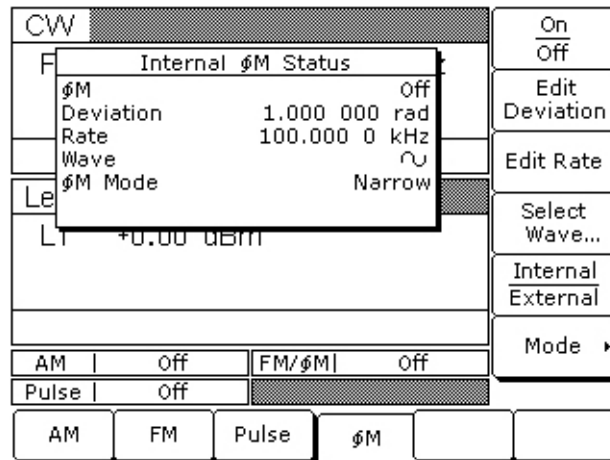 CW
F
Internal ϕM Status
ϕM Off
Deviation 1.000 000 rad
Rate 100.000 0 kHz
Wave
ϕM Mode Narrow
Le
L1 +0.00 dBm
AM | Off
FM/ϕM| Off
Pulse | Off
On
Off
Edit
Deviation
Edit Rate
Select
Wave...
Internal
External
Mode
AM
FM
Pulse
ϕM